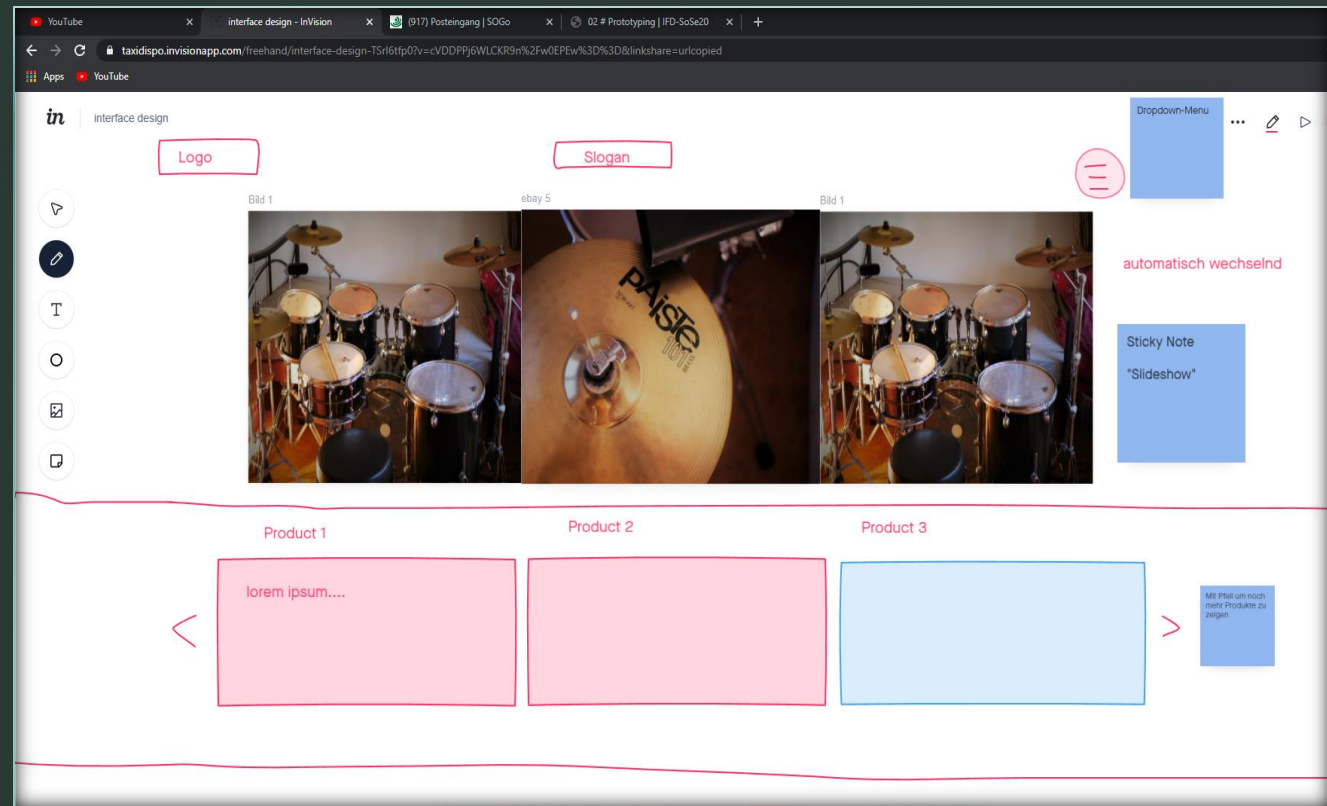 YouTube
interface design - InVision
(917) Posteingang | SOGo
02 # Prototyping | IFD-SoSe20
taxidispo.invisionapp.com/freehand/interface-design-TSrI6tfp0?v=cVDDPPj6WLCKR9n%2Fw0EPEw%3D%3D&linkshare=urlcopied
Apps
YouTube
in
interface design
Dropdown-Menu
Logo
Slogan
Bild 1
ebay 5
Bild 1
PAiSTe
101
BRASS
automatisch wechselnd
Sticky Note
"Slideshow"
T
Product 1
Product 2
Product 3
lorem ipsum....
Mit Pfeil um noch
mehr Produkte zu
zeigen